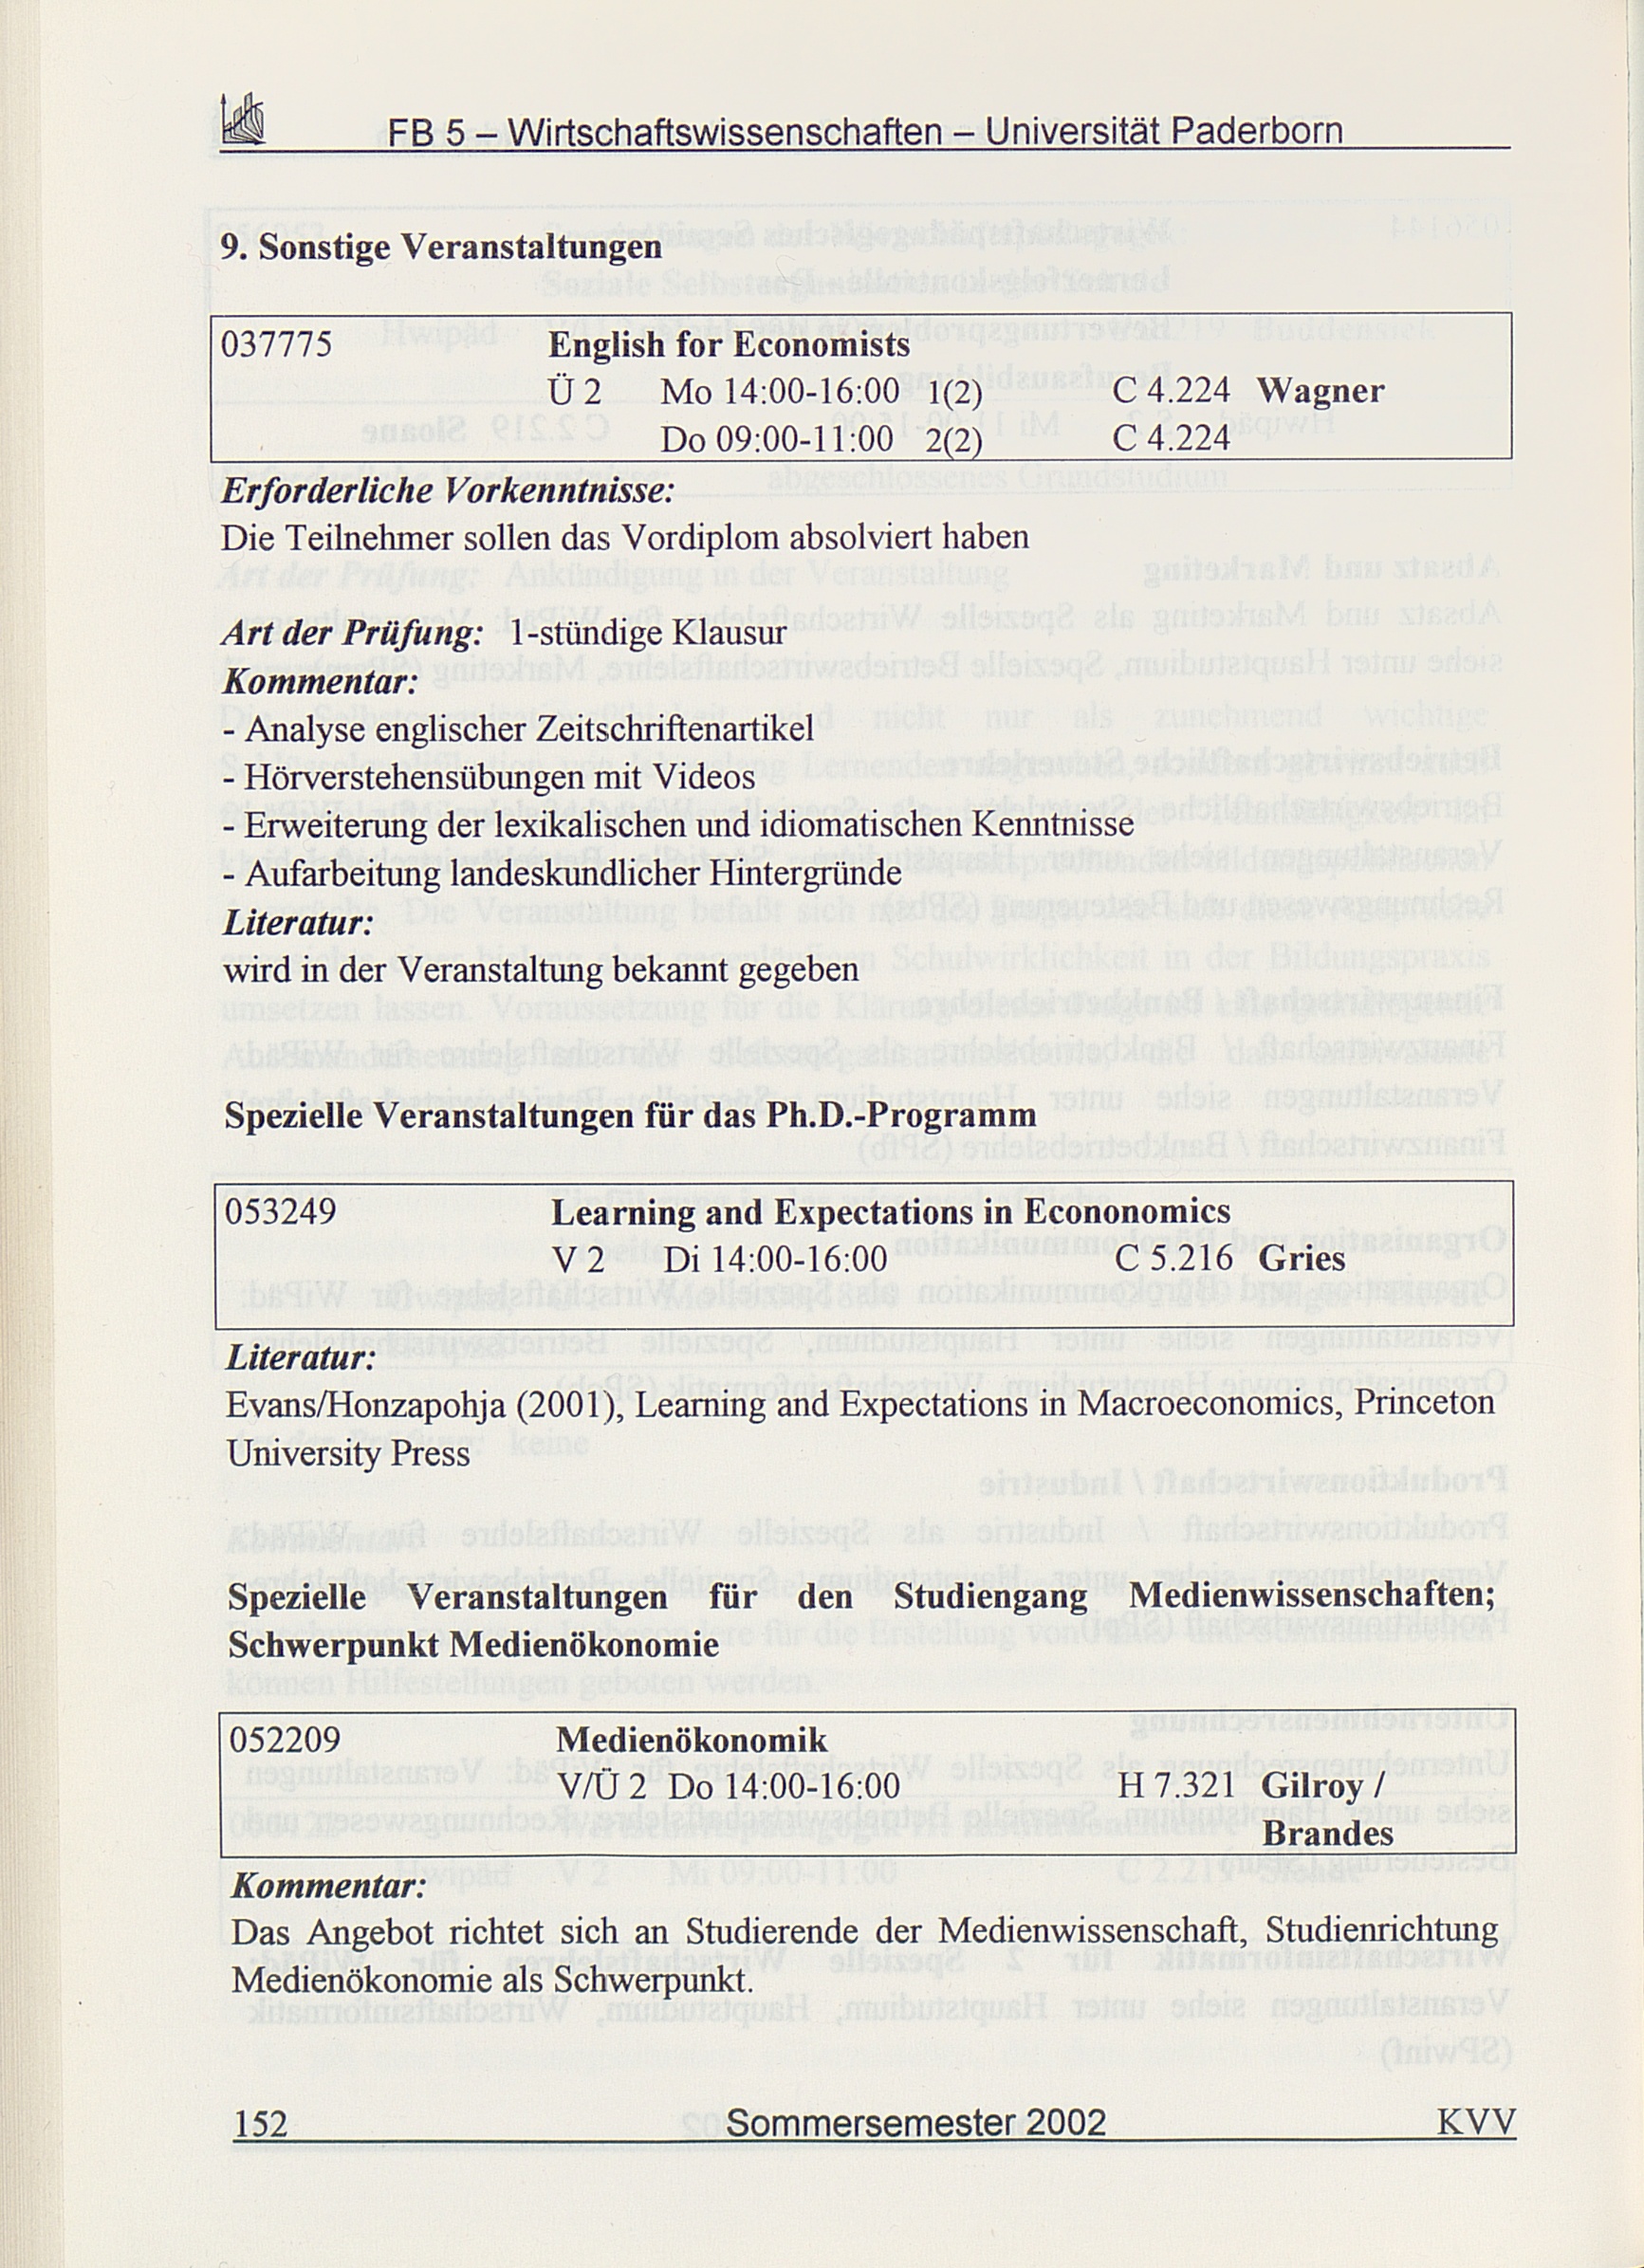 FB 5 – Wirtschaftswissenschaften – Universität Paderborn
9. Sonstige Veranstaltungen
037775 English for Economists
Ü 2 Mo 14:00-16:00 1(2) C 4.224 Wagner
Do 09:00-11:00 2(2) C 4.224
Erforderliche Vorkenntnisse:
Die Teilnehmer sollen das Vordiplom absolviert haben
Art der Prüfung: 1-stündige Klausur
Kommentar:
- Analyse englischer Zeitschriftenartikel
- Hörverstehensübungen mit Videos
- Erweiterung der lexikalischen und idiomatischen Kenntnisse
- Aufarbeitung landeskundlicher Hintergründe
Literatur:
wird in der Veranstaltung bekannt gegeben
Spezielle Veranstaltungen für das Ph.D.-Programm
053249 Learning and Expectations in Econonomics
V 2 Di 14:00-16:00 C 5.216 Gries
Literatur:
Evans/Honzapohja (2001), Learning and Expectations in Macroeconomics, Princeton
University Press
Spezielle Veranstaltungen für den Studiengang Medienwissenschaften;
Schwerpunkt Medienökonomie
052209 Medienökonomik
V/Ü 2 Do 14:00-16:00 H 7.321 Gilroy /
Brandes
Kommentar:
Das Angebot richtet sich an Studierende der Medienwissenschaft, Studienrichtung
Medienökonomie als Schwerpunkt.
152 Sommersemester 2002 KVV